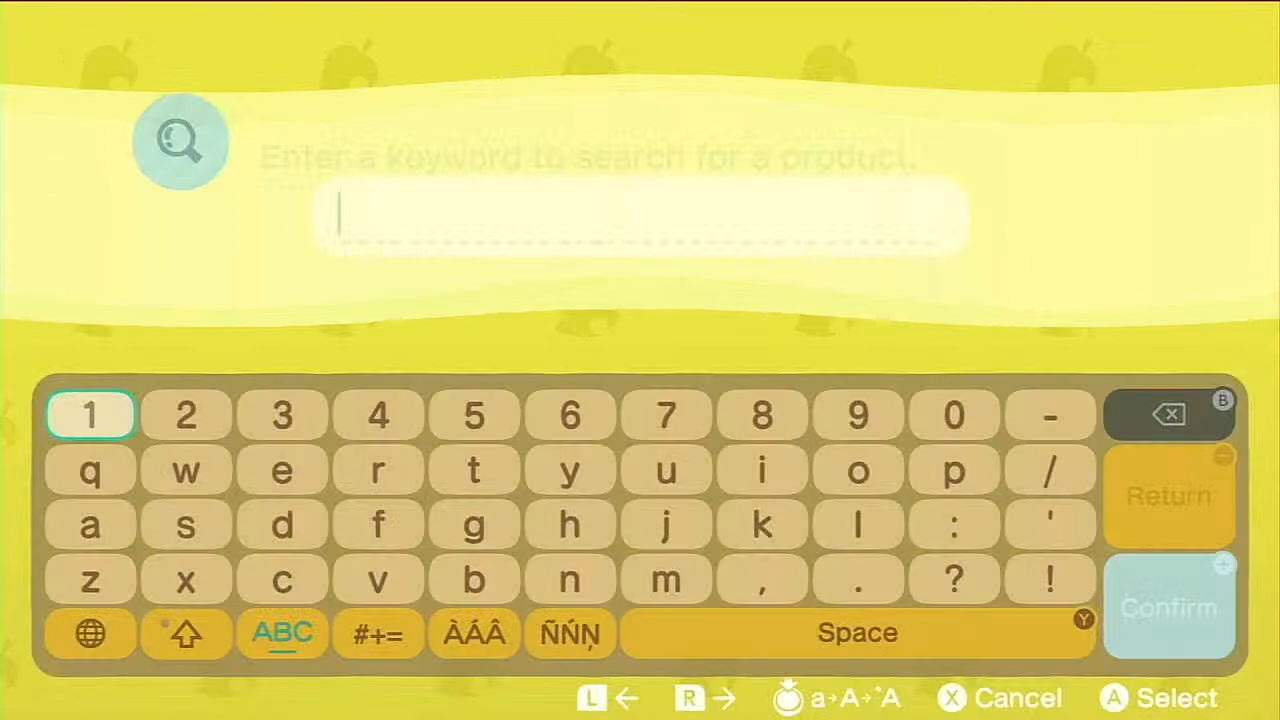 Enter a keyword to search for a product.
1 2 3 4 5 6 7 8 9 0 - B
q w e r t y u i o p /
Return
a s d f g h j k l : '
z x c v b n m , . ? !
Confirm
ABC #+= ÀÁÂ ÑŃŅ Space Y
L ← R → a→A→*A X Cancel A Select